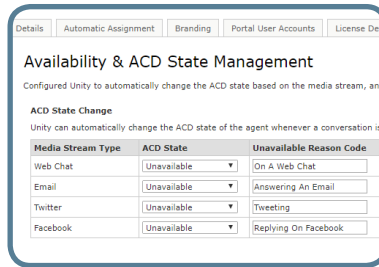 Details Automatic Assignment Branding Portal User Accounts License De
Availability & ACD State Management
Configured Unity to automatically change the ACD state based on the media stream, an
ACD State Change
Unity can automatically change the ACD state of the agent whenever a conversation is
Media Stream Type ACD State Unavailable Reason Code
Web Chat Unavailable On A Web Chat
Email Unavailable Answering An Email
Twitter Unavailable Tweeting
Facebook Unavailable Replying On Facebook